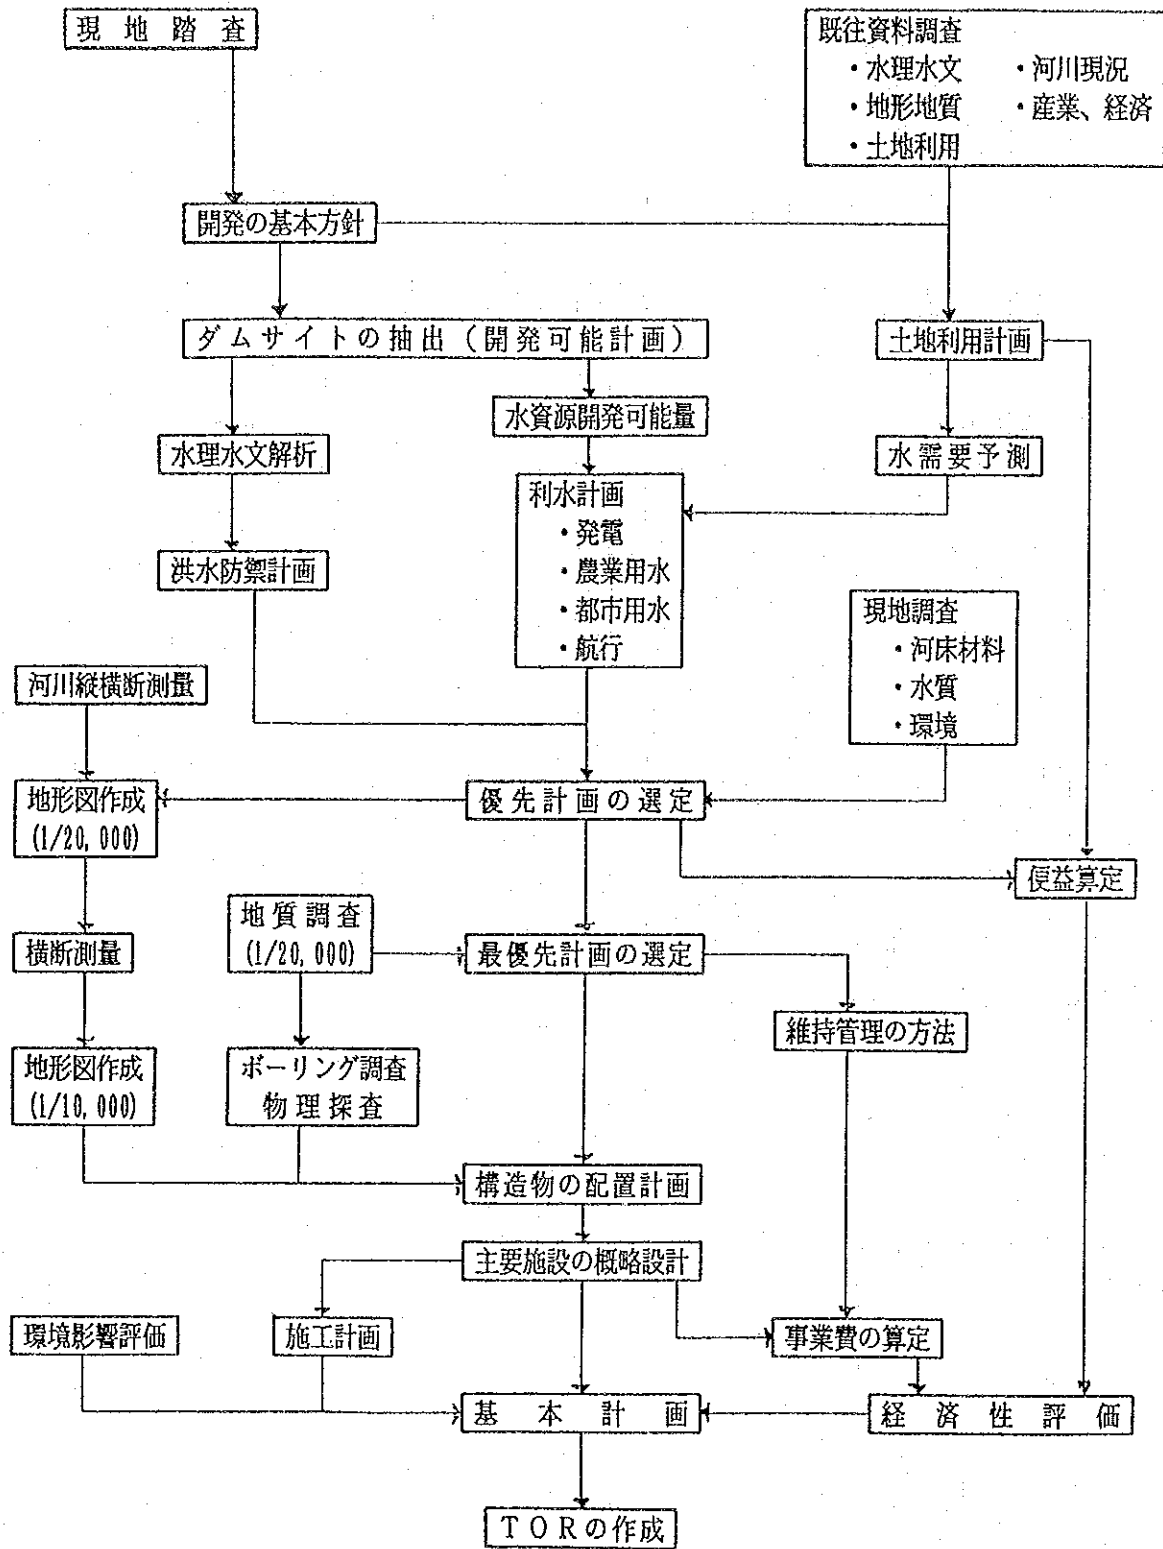 現地踏査
既往資料調査
・水理水文 ・河川現況
・地形地質 ・産業、経済
・土地利用
開発の基本方針
ダムサイトの抽出（開発可能計画）
土地利用計画
水資源開発可能量
水理水文解析
水需要予測
利水計画
・発電
・農業用水
・都市用水
・航行
洪水防禦計画
現地調査
・河床材料
・水質
・環境
河川縦横断測量
地形図作成
(1/20,000)
優先計画の選定
便益算定
地質調査
(1/20,000)
横断測量
最優先計画の選定
維持管理の方法
地形図作成
(1/10,000)
ボーリング調査
物理探査
構造物の配置計画
主要施設の概略設計
環境影響評価
施工計画
事業費の算定
基本計画
経済性評価
TORの作成